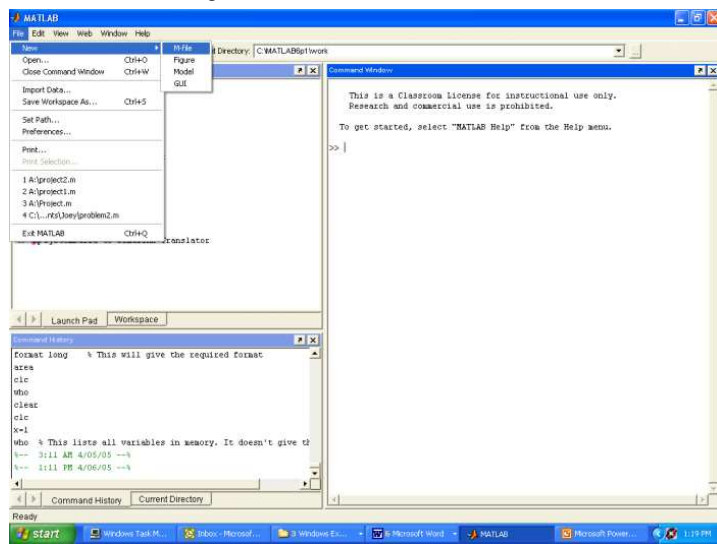 MATLAB
File Edit View Web Window Help
New
M-file
Figure
Model
GUI
Open... Ctrl+O
Close Command Window Ctrl+W
Import Data...
Save Workspace As... Ctrl+S
Set Path...
Preferences...
Print...
Print Selection...
1 A:\project2.m
2 A:\project1.m
3 A:\Project.m
4 C:\...nts\Joey\problem2.m
Exit MATLAB Ctrl+Q
t Directory: C:\MATLAB6p1\work
Translator
Launch Pad Workspace
Command History
format long % This will give the required format
area
clc
who
clear
clc
x=1
who % This lists all variables in memory. It doesn't give th
%-- 3:11 AM 4/05/05 --%
%-- 1:11 PM 4/06/05 --%
Command History Current Directory
Command Window
This is a Classroom License for instructional use only.
Research and commercial use is prohibited.
To get started, select "MATLAB Help" from the Help menu.
>>
Ready
start Windows Task M... Inbox - Microsof... 3 Windows Ex... 6 Microsoft Word MATLAB Microsoft Power... 1:19 PM